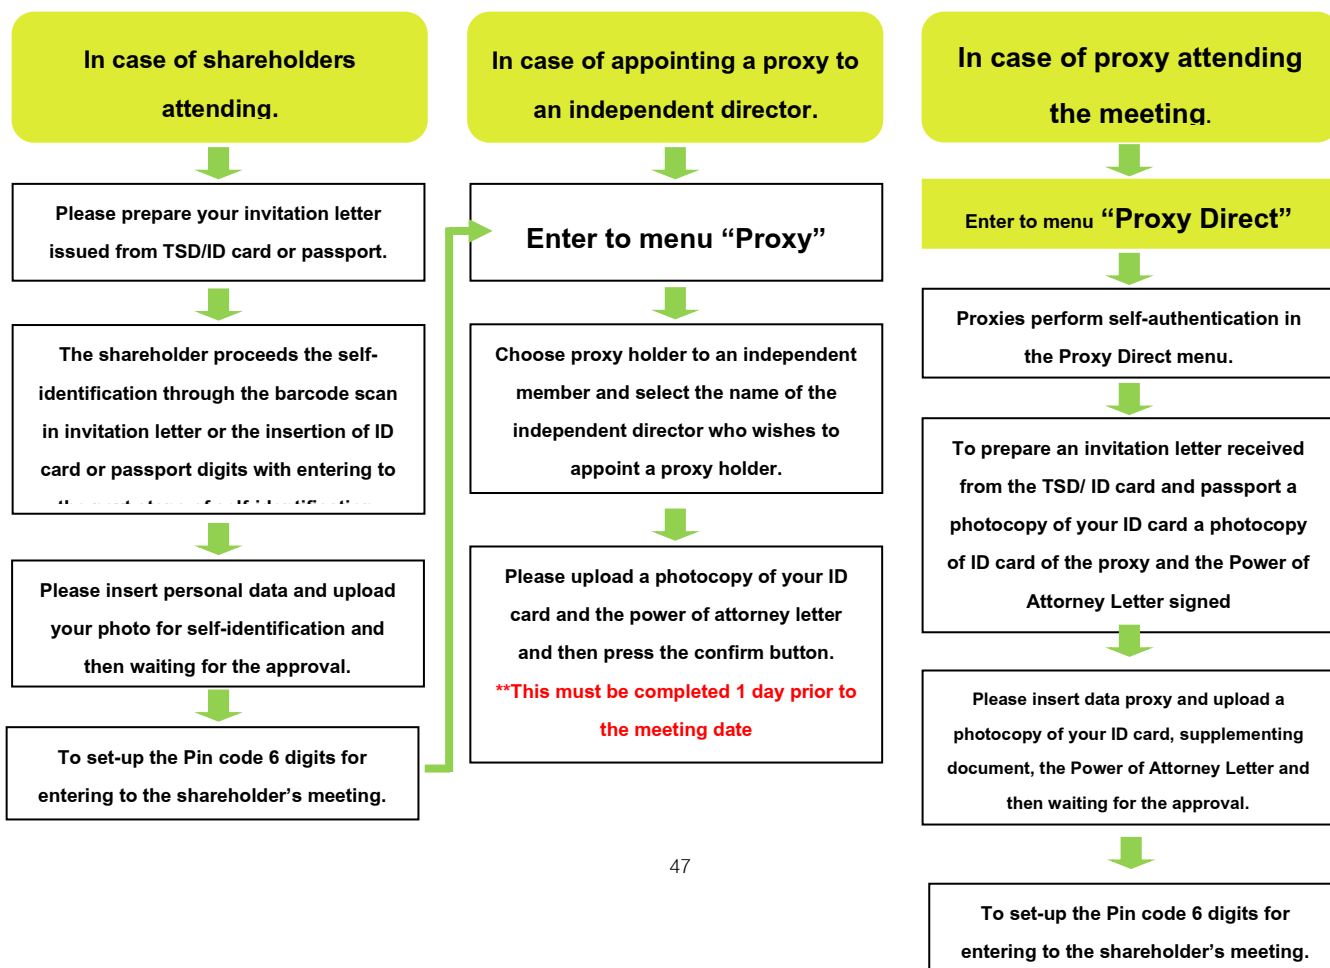 In case of shareholders
attending.
Please prepare your invitation letter
issued from TSD/ID card or passport.
The shareholder proceeds the self-
identification through the barcode scan
in invitation letter or the insertion of ID
card or passport digits with entering to
the next steps of self-identification
Please insert personal data and upload
your photo for self-identification and
then waiting for the approval.
To set-up the Pin code 6 digits for
entering to the shareholder’s meeting.
In case of appointing a proxy to
an independent director.
Enter to menu “Proxy”
Choose proxy holder to an independent
member and select the name of the
independent director who wishes to
appoint a proxy holder.
Please upload a photocopy of your ID
card and the power of attorney letter
and then press the confirm button.
**This must be completed 1 day prior to
the meeting date
In case of proxy attending
the meeting.
Enter to menu “Proxy Direct”
Proxies perform self-authentication in
the Proxy Direct menu.
To prepare an invitation letter received
from the TSD/ ID card and passport a
photocopy of your ID card a photocopy
of ID card of the proxy and the Power of
Attorney Letter signed
Please insert data proxy and upload a
photocopy of your ID card, supplementing
document, the Power of Attorney Letter and
then waiting for the approval.
To set-up the Pin code 6 digits for
entering to the shareholder’s meeting.
47